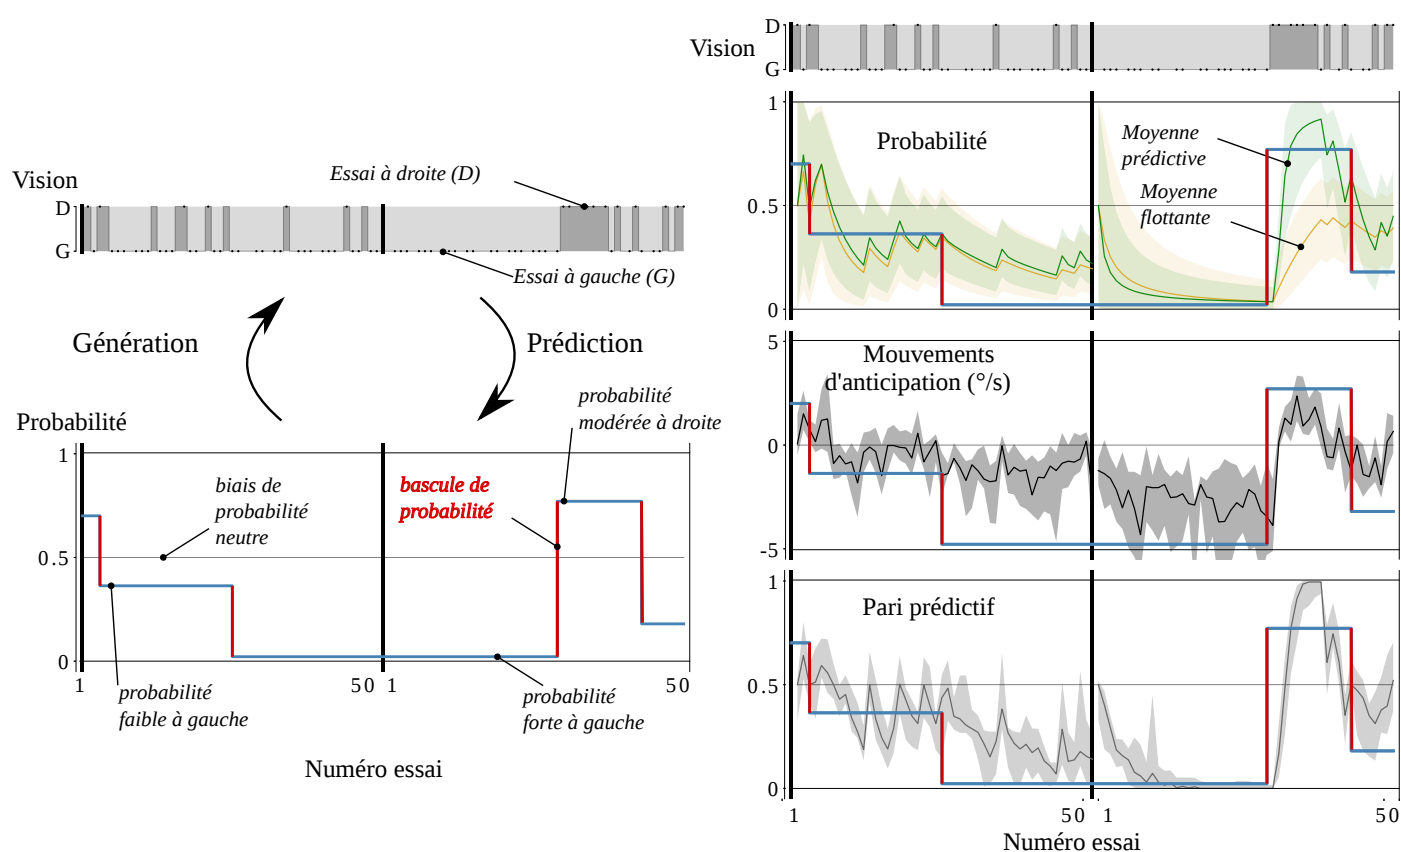 Vision
D
G
Essai à droite (D)
Essai à gauche (G)
Génération
Prédiction
Probabilité
1
0.5
0
biais de
probabilité
neutre
bascule de
probabilité
probabilité
modérée à droite
probabilité
faible à gauche
probabilité
forte à gauche
1
50
1
50
Numéro essai
Vision
D
G
1
0.5
0
Probabilité
Moyenne
prédictive
Moyenne
flottante
5
0
-5
Mouvements
d'anticipation (°/s)
1
0.5
0
Pari prédictif
1
50
1
50
Numéro essai